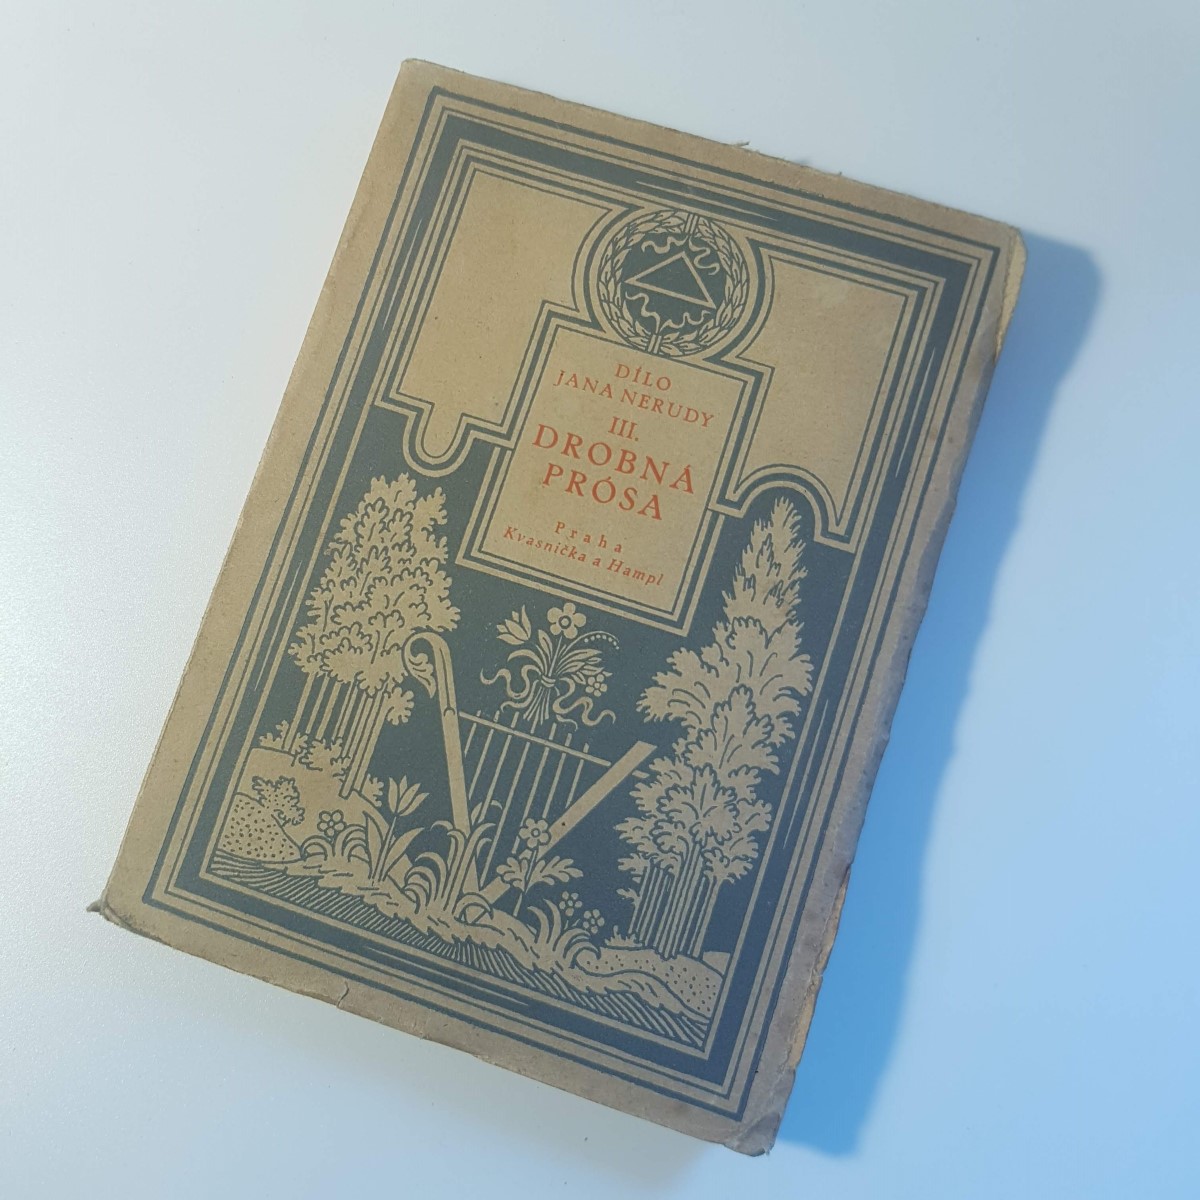 DÍLO
JANA NERUDY
III.
DROBNÁ
PRÓSA
Praha
Kvasnička a Hampl